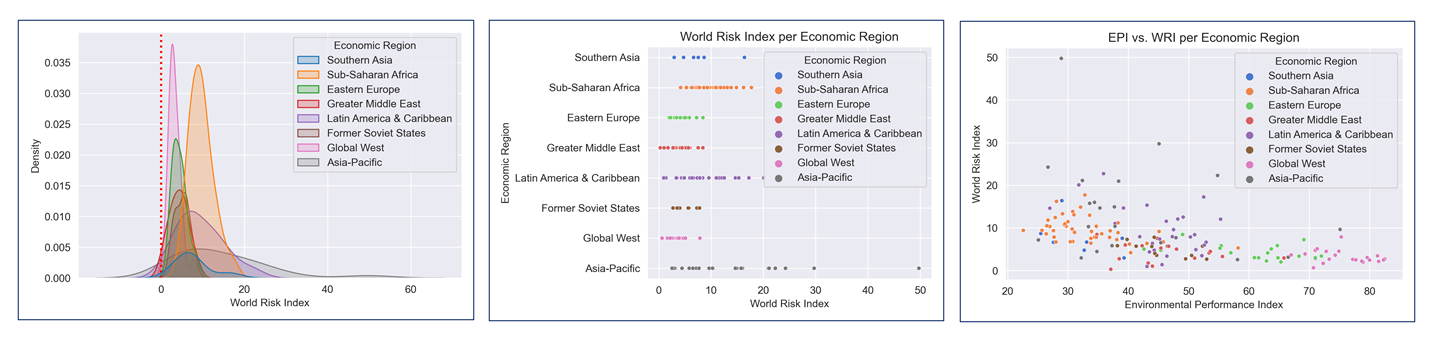 Economic Region
Southern Asia
Sub-Saharan Africa
Eastern Europe
Greater Middle East
Latin America & Caribbean
Former Soviet States
Global West
Asia-Pacific
0.035
0.030
0.025
0.020
0.015
0.010
0.005
0.000
Density
0 20 40 60
World Risk Index
World Risk Index per Economic Region
Southern Asia
Sub-Saharan Africa
Eastern Europe
Greater Middle East
Latin America & Caribbean
Former Soviet States
Global West
Asia-Pacific
Economic Region
Economic Region
Southern Asia
Sub-Saharan Africa
Eastern Europe
Greater Middle East
Latin America & Caribbean
Former Soviet States
Global West
Asia-Pacific
0 10 20 30 40 50
World Risk Index
EPI vs. WRI per Economic Region
50
40
30
20
10
0
World Risk Index
Economic Region
Southern Asia
Sub-Saharan Africa
Eastern Europe
Greater Middle East
Latin America & Caribbean
Former Soviet States
Global West
Asia-Pacific
20 30 40 50 60 70 80
Environmental Performance Index